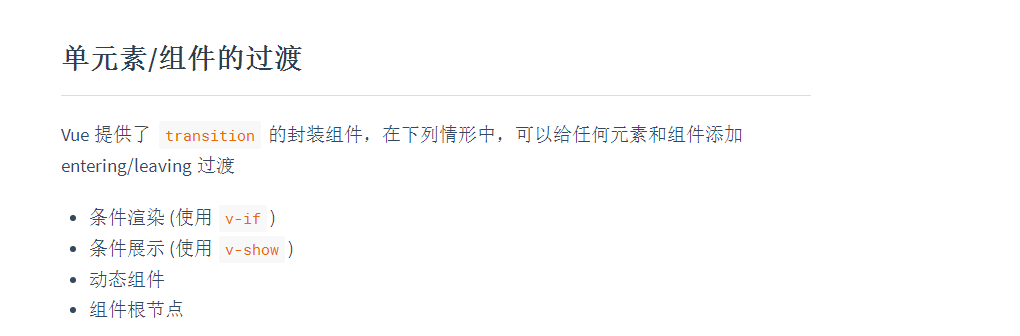 单元素/组件的过渡
Vue 提供了 transition 的封装组件，在下列情形中，可以给任何元素和组件添加
entering/leaving 过渡
条件渲染 (使用 v-if)
条件展示 (使用 v-show)
动态组件
组件根节点